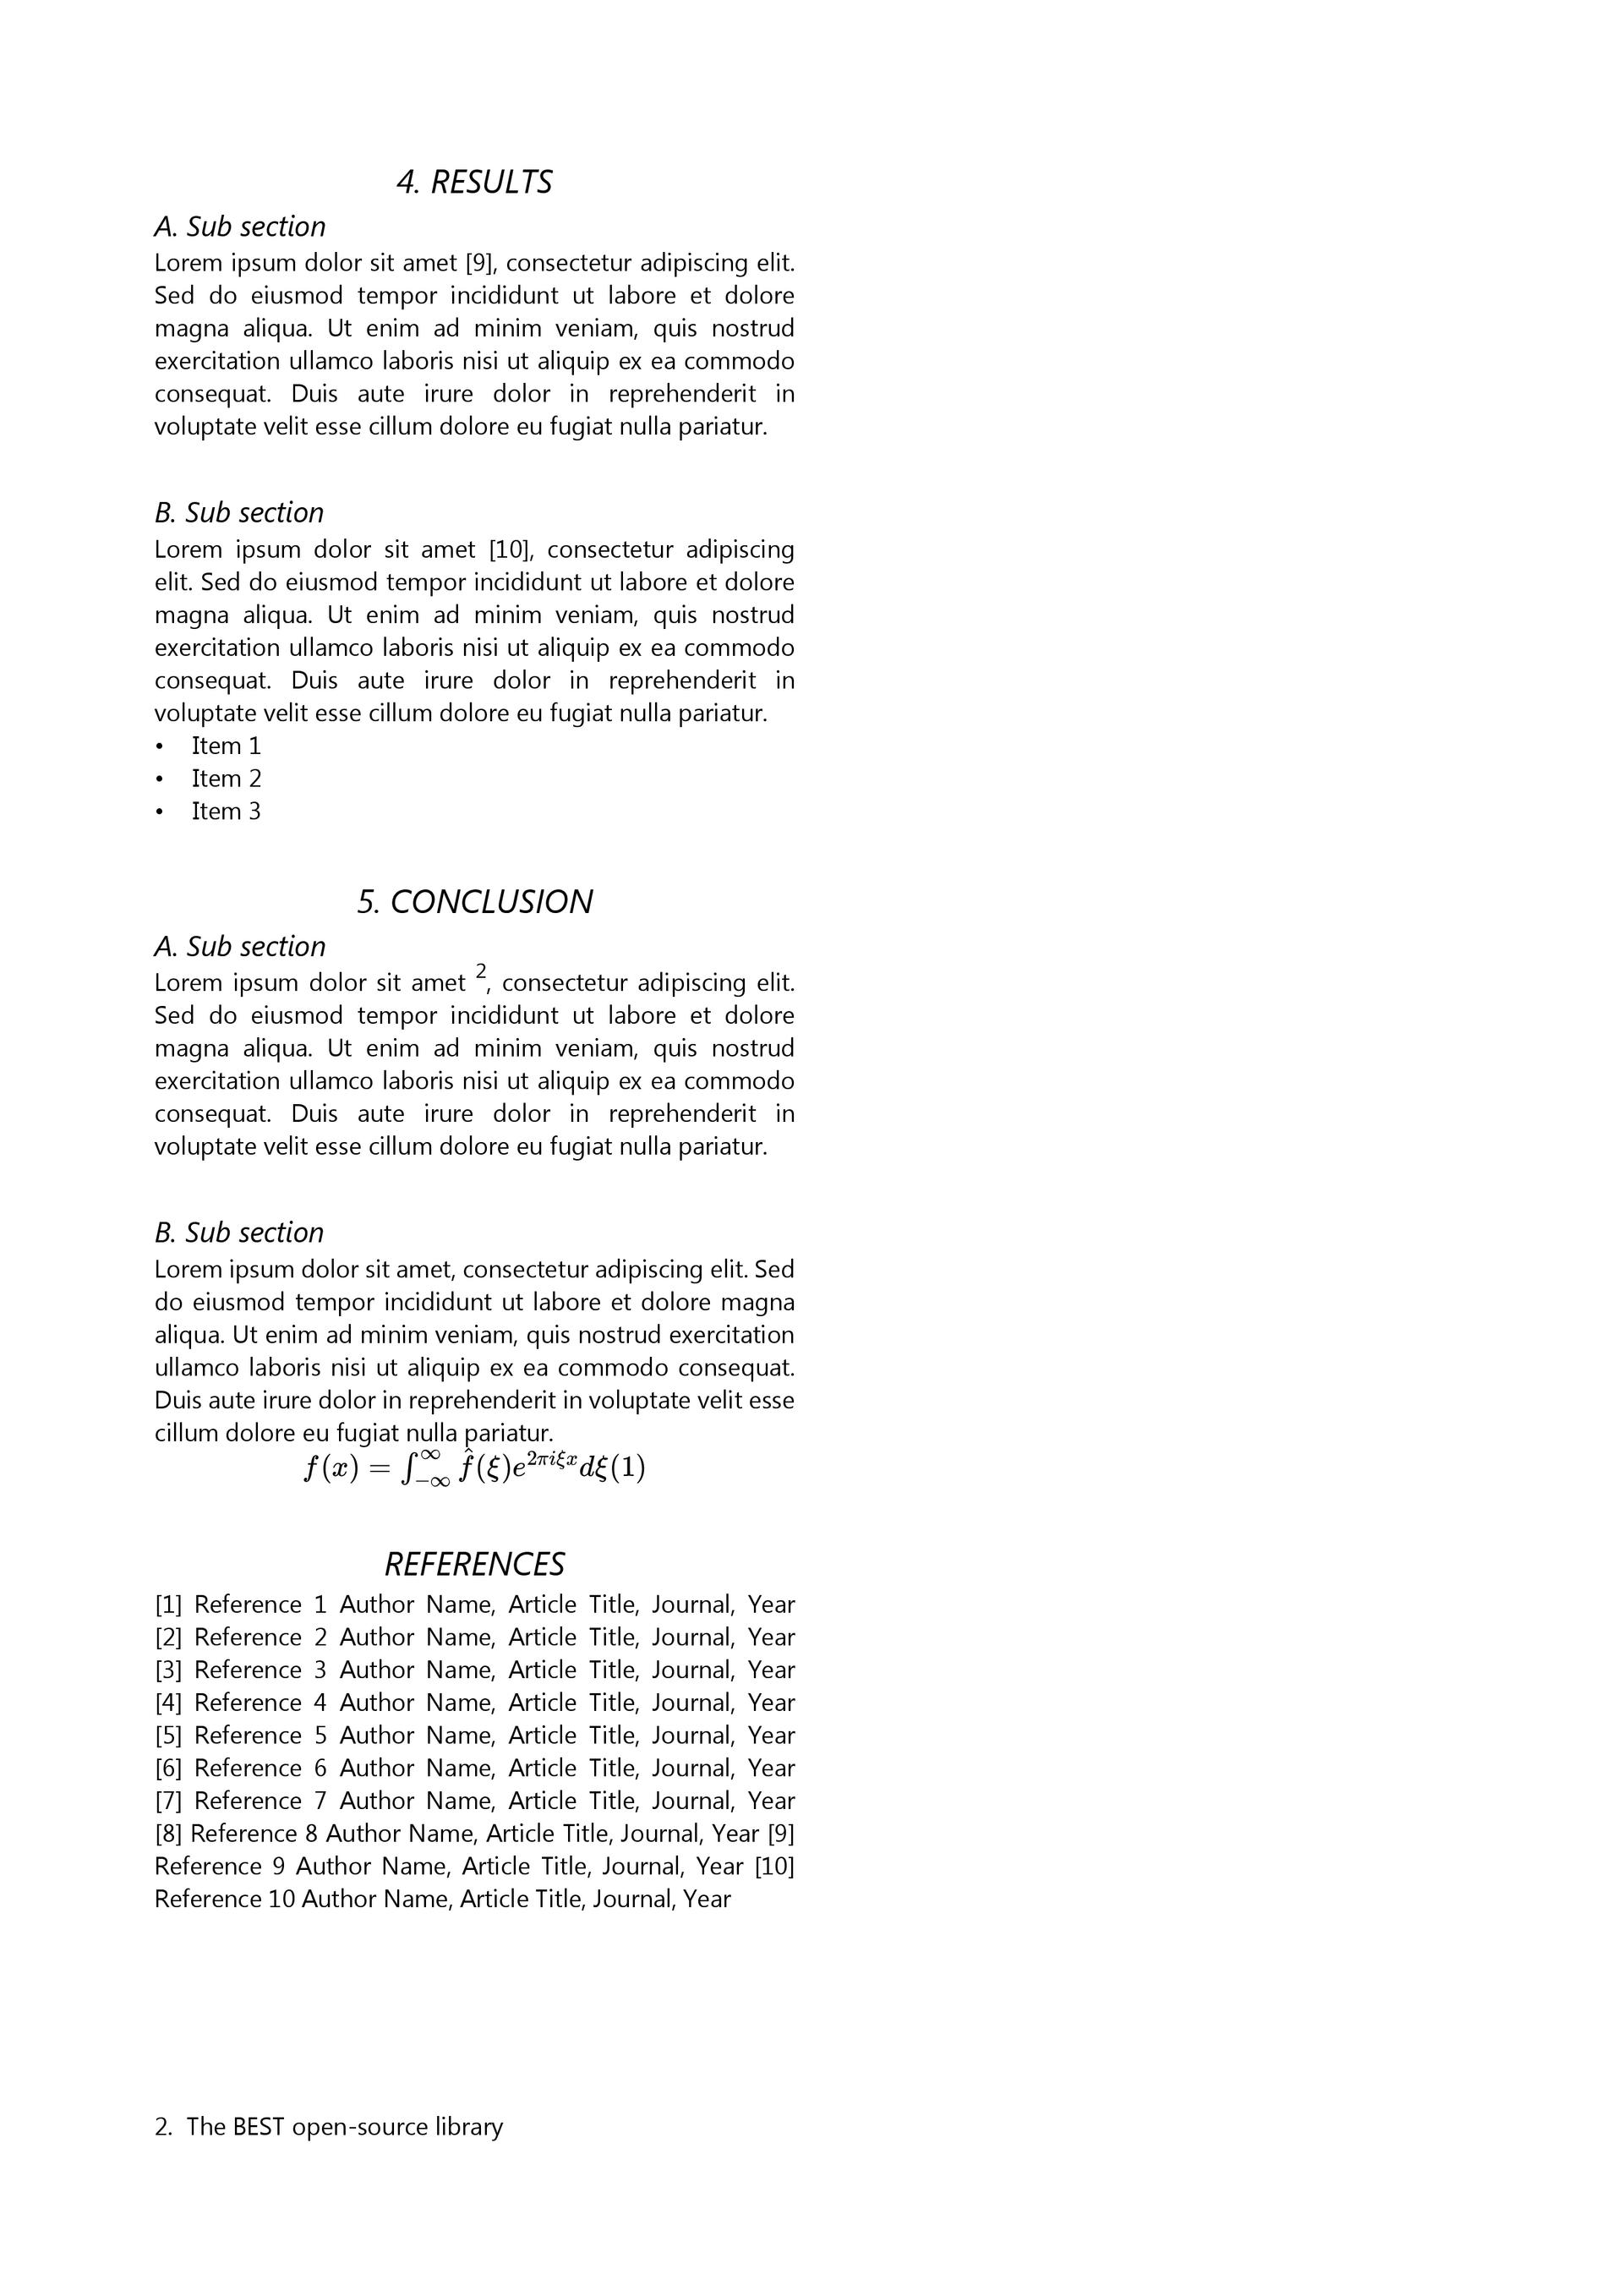 4. RESULTS
A. Sub section
Lorem ipsum dolor sit amet [9], consectetur adipiscing elit.
Sed do eiusmod tempor incididunt ut labore et dolore
magna aliqua. Ut enim ad minim veniam, quis nostrud
exercitation ullamco laboris nisi ut aliquip ex ea commodo
consequat. Duis aute irure dolor in reprehenderit in
voluptate velit esse cillum dolore eu fugiat nulla pariatur.
B. Sub section
Lorem ipsum dolor sit amet [10], consectetur adipiscing
elit. Sed do eiusmod tempor incididunt ut labore et dolore
magna aliqua. Ut enim ad minim veniam, quis nostrud
exercitation ullamco laboris nisi ut aliquip ex ea commodo
consequat. Duis aute irure dolor in reprehenderit in
voluptate velit esse cillum dolore eu fugiat nulla pariatur.
• Item 1
• Item 2
• Item 3
5. CONCLUSION
A. Sub section
Lorem ipsum dolor sit amet ², consectetur adipiscing elit.
Sed do eiusmod tempor incididunt ut labore et dolore
magna aliqua. Ut enim ad minim veniam, quis nostrud
exercitation ullamco laboris nisi ut aliquip ex ea commodo
consequat. Duis aute irure dolor in reprehenderit in
voluptate velit esse cillum dolore eu fugiat nulla pariatur.
B. Sub section
Lorem ipsum dolor sit amet, consectetur adipiscing elit. Sed
do eiusmod tempor incididunt ut labore et dolore magna
aliqua. Ut enim ad minim veniam, quis nostrud exercitation
ullamco laboris nisi ut aliquip ex ea commodo consequat.
Duis aute irure dolor in reprehenderit in voluptate velit esse
cillum dolore eu fugiat nulla pariatur.
$f(x) = \int_{-\infty}^{\infty} \hat{f}(\xi)e^{2\pi i\xi x}d\xi(1)$
REFERENCES
[1] Reference 1 Author Name, Article Title, Journal, Year
[2] Reference 2 Author Name, Article Title, Journal, Year
[3] Reference 3 Author Name, Article Title, Journal, Year
[4] Reference 4 Author Name, Article Title, Journal, Year
[5] Reference 5 Author Name, Article Title, Journal, Year
[6] Reference 6 Author Name, Article Title, Journal, Year
[7] Reference 7 Author Name, Article Title, Journal, Year
[8] Reference 8 Author Name, Article Title, Journal, Year [9]
Reference 9 Author Name, Article Title, Journal, Year [10]
Reference 10 Author Name, Article Title, Journal, Year
2. The BEST open-source library